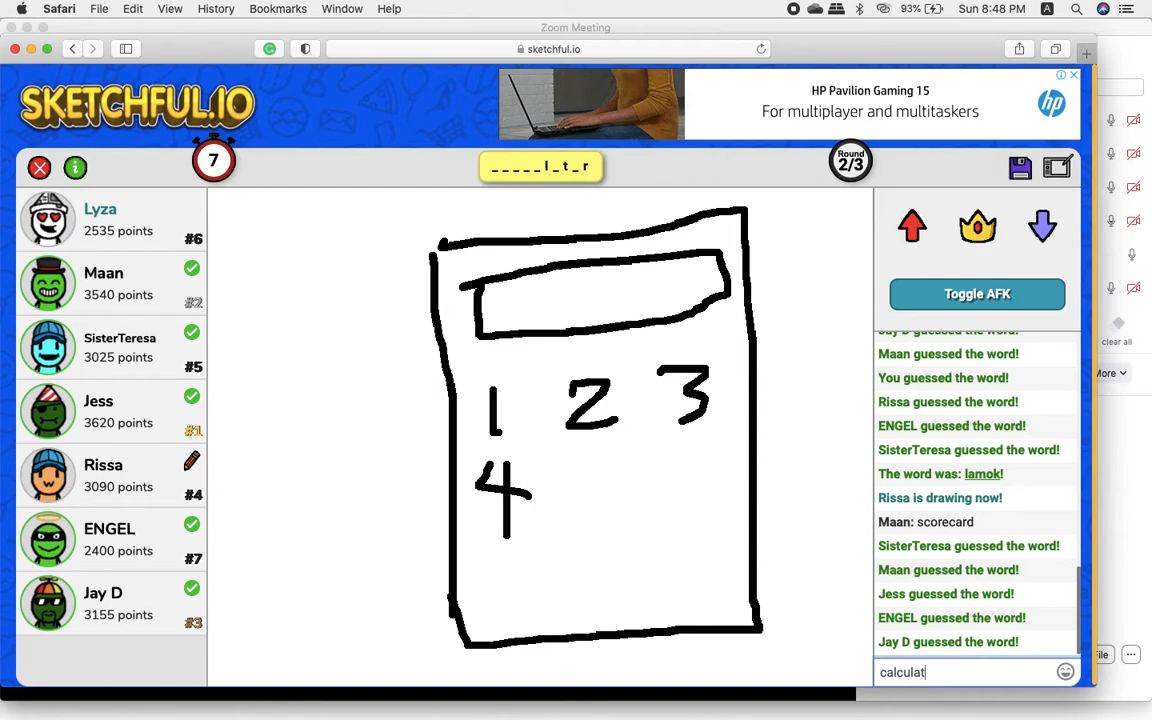 Safari File Edit View History Bookmarks Window Help 93% Sun 8:48 PM A
Zoom Meeting
sketchful.io
SKETCHFUL.IO
HP Pavilion Gaming 15
For multiplayer and multitaskers
hp
7
_ _ _ _ _ l _ t _ r
Round
2/3
Lyza
2535 points
#6
Maan
3540 points
#2
SisterTeresa
3025 points
#5
Jess
3620 points
#1
Rissa
3090 points
#4
ENGEL
2400 points
#7
Jay D
3155 points
#3
1 2 3
4
Toggle AFK
Jay D guessed the word!
Maan guessed the word!
You guessed the word!
Rissa guessed the word!
ENGEL guessed the word!
SisterTeresa guessed the word!
The word was: lamok!
Rissa is drawing now!
Maan: scorecard
SisterTeresa guessed the word!
Maan guessed the word!
Jess guessed the word!
ENGEL guessed the word!
Jay D guessed the word!
calculat
clear all
More
File